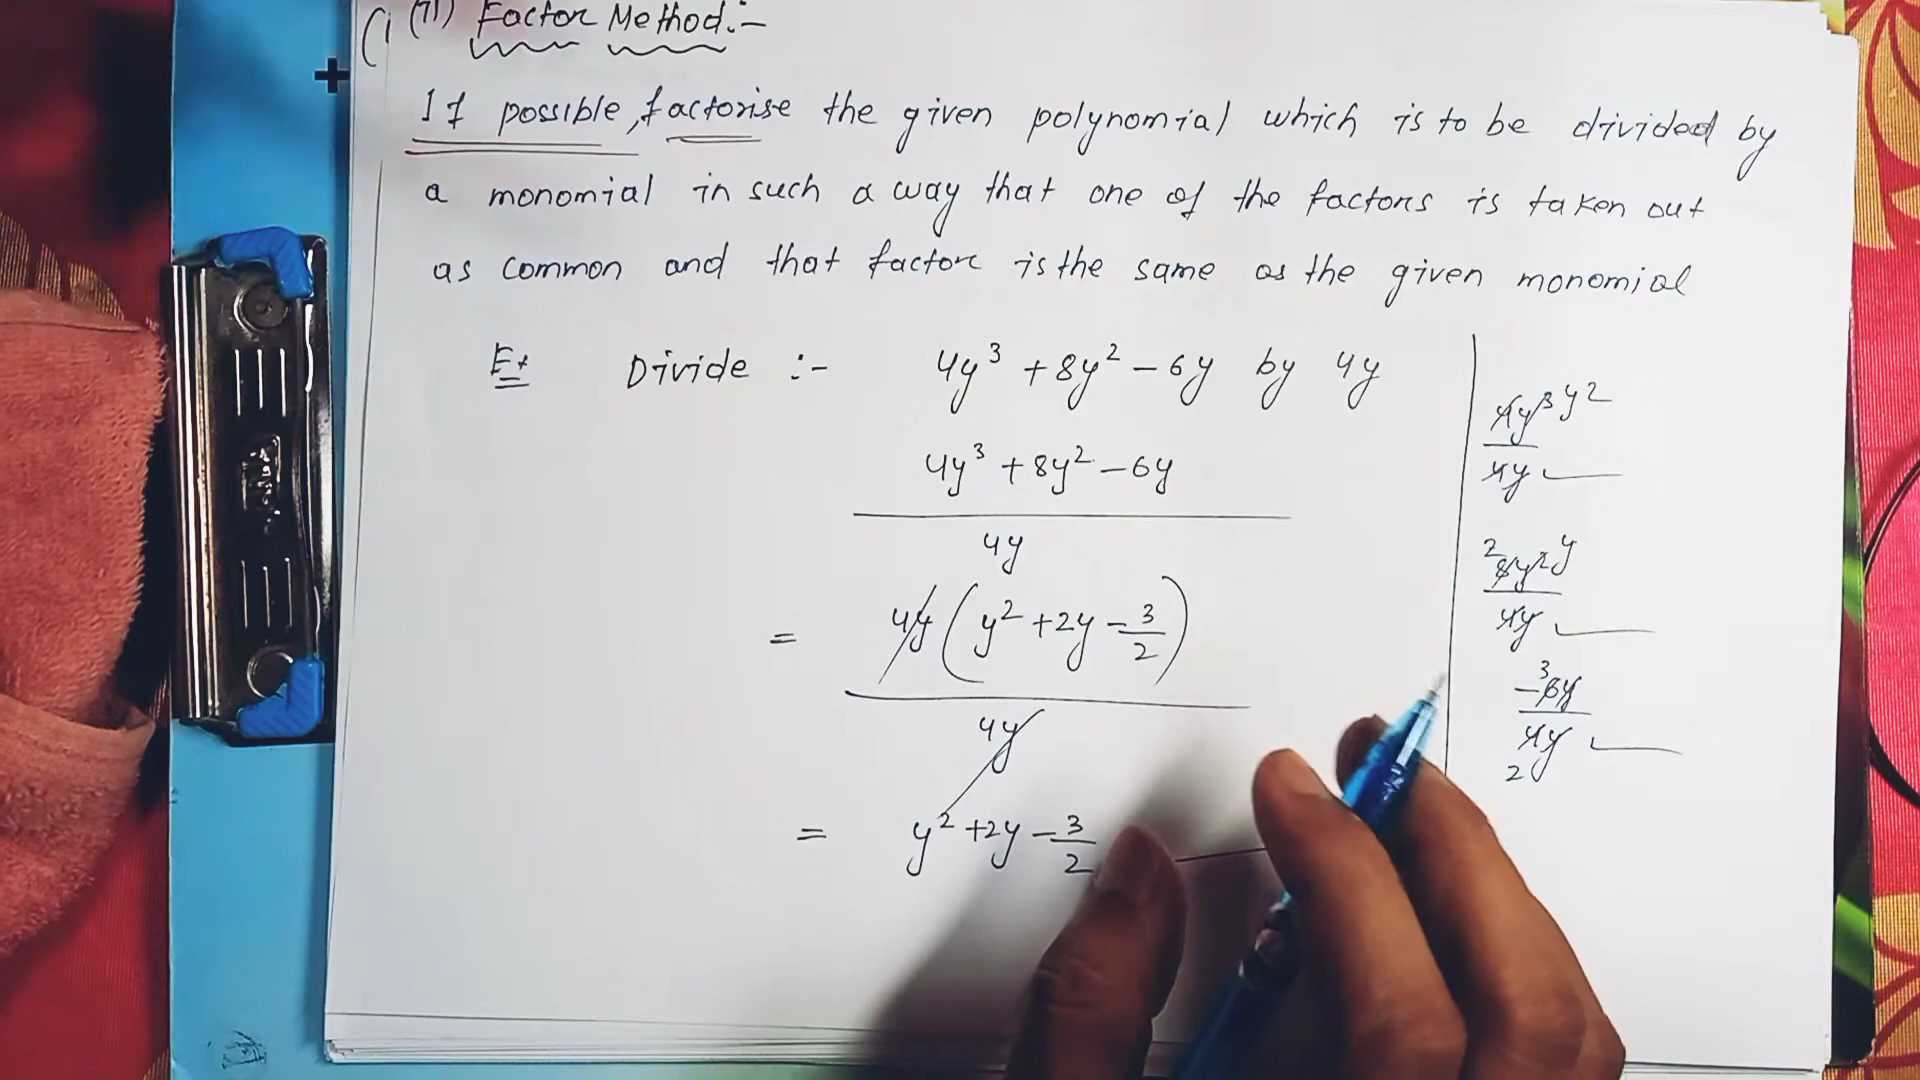 (ii) Factor Method:-
If possible, factorise the given polynomial which is to be divided by
a monomial in such a way that one of the factors is taken out
as common and that factor is the same as the given monomial
Ex Divide :- 4y³ + 8y² - 6y by 4y
4y³ + 8y² - 6y
4y
= 4y(y² + 2y - 3/2)
4y
= y² + 2y - 3/2
4y³ y²
4y
2 8y² y
4y
3
-6y
4y
2